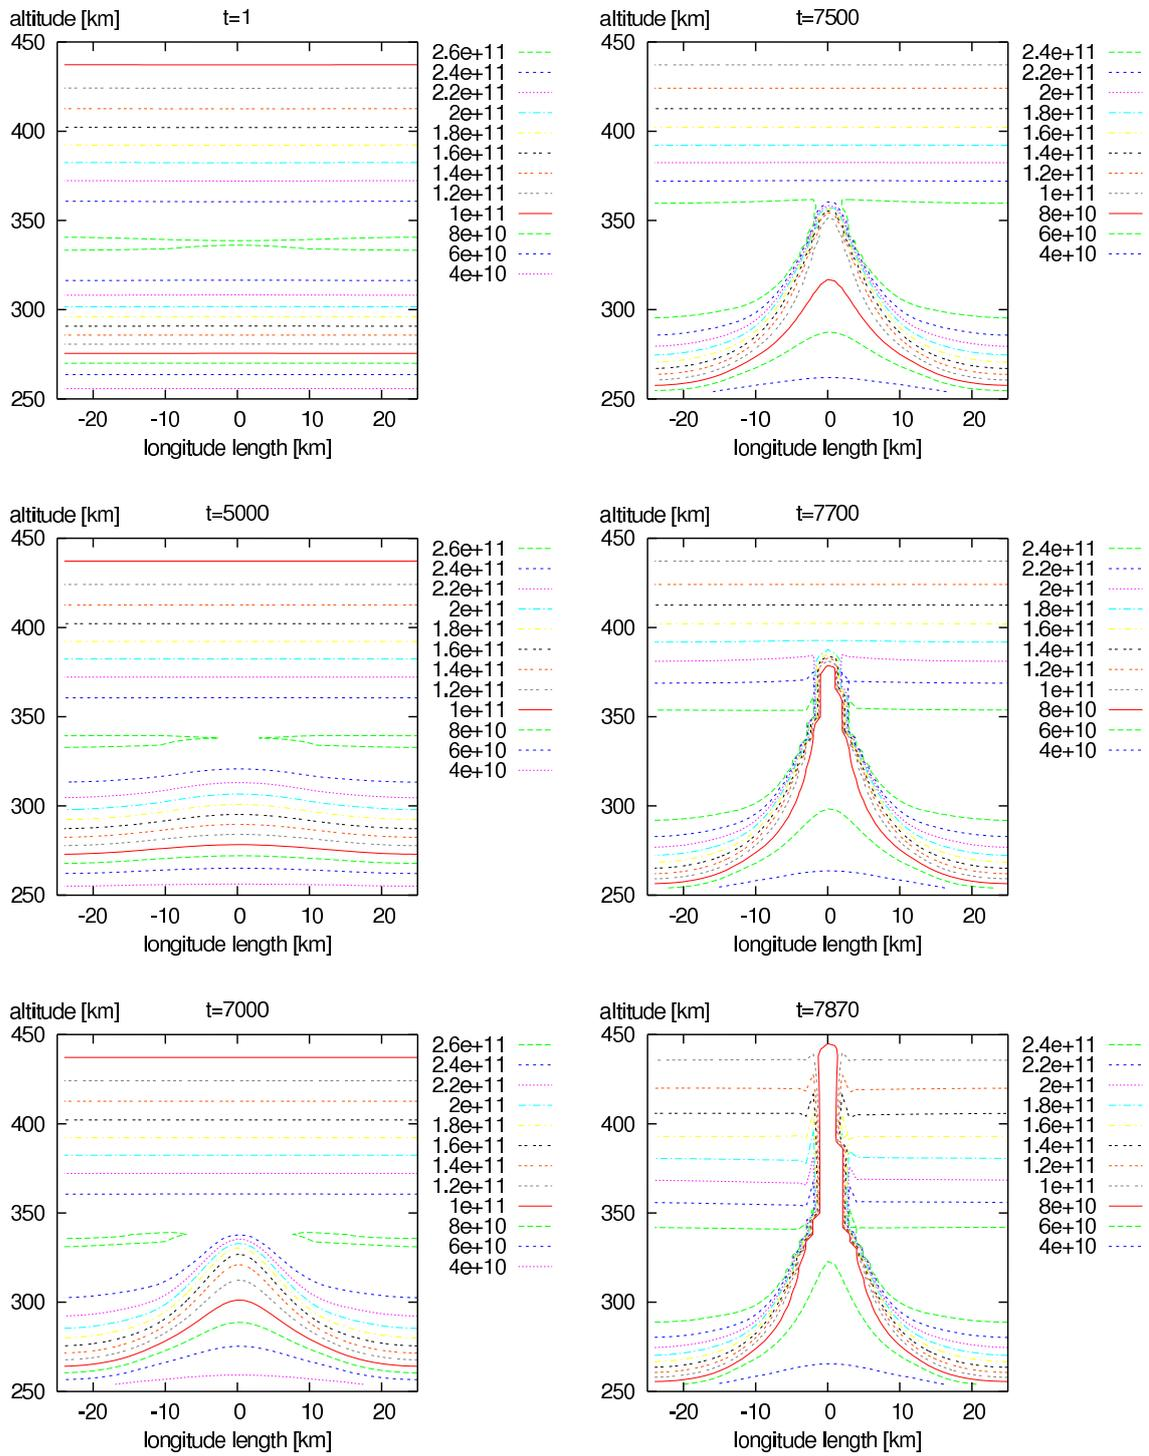 altitude [km] t=1
450
400
350
300
250
-20 -10 0 10 20
longitude length [km]
2.6e+11
2.4e+11
2.2e+11
2e+11
1.8e+11
1.6e+11
1.4e+11
1.2e+11
1e+11
8e+10
6e+10
4e+10
altitude [km] t=7500
450
400
350
300
250
-20 -10 0 10 20
longitude length [km]
2.4e+11
2.2e+11
2e+11
1.8e+11
1.6e+11
1.4e+11
1.2e+11
1e+11
8e+10
6e+10
4e+10
altitude [km] t=5000
450
400
350
300
250
-20 -10 0 10 20
longitude length [km]
2.6e+11
2.4e+11
2.2e+11
2e+11
1.8e+11
1.6e+11
1.4e+11
1.2e+11
1e+11
8e+10
6e+10
4e+10
altitude [km] t=7700
450
400
350
300
250
-20 -10 0 10 20
longitude length [km]
2.4e+11
2.2e+11
2e+11
1.8e+11
1.6e+11
1.4e+11
1.2e+11
1e+11
8e+10
6e+10
4e+10
altitude [km] t=7000
450
400
350
300
250
-20 -10 0 10 20
longitude length [km]
2.6e+11
2.4e+11
2.2e+11
2e+11
1.8e+11
1.6e+11
1.4e+11
1.2e+11
1e+11
8e+10
6e+10
4e+10
altitude [km] t=7870
450
400
350
300
250
-20 -10 0 10 20
longitude length [km]
2.4e+11
2.2e+11
2e+11
1.8e+11
1.6e+11
1.4e+11
1.2e+11
1e+11
8e+10
6e+10
4e+10